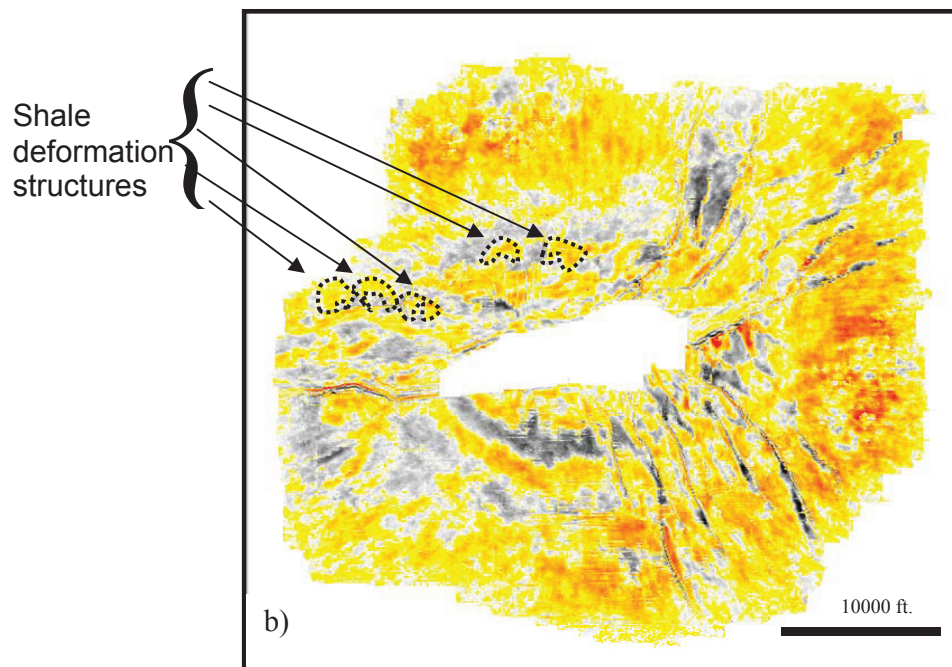 Shale
deformation
structures
b)
10000 ft.